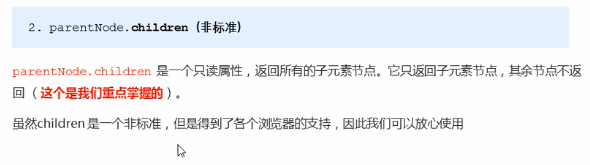 2. parentNode.children（非标准）
parentNode.children 是一个只读属性，返回所有的子元素节点。它只返回子元素节点，其余节点不返
回 （这个是我们重点掌握的）。
虽然children是一个非标准，但是得到了各个浏览器的支持，因此我们可以放心使用